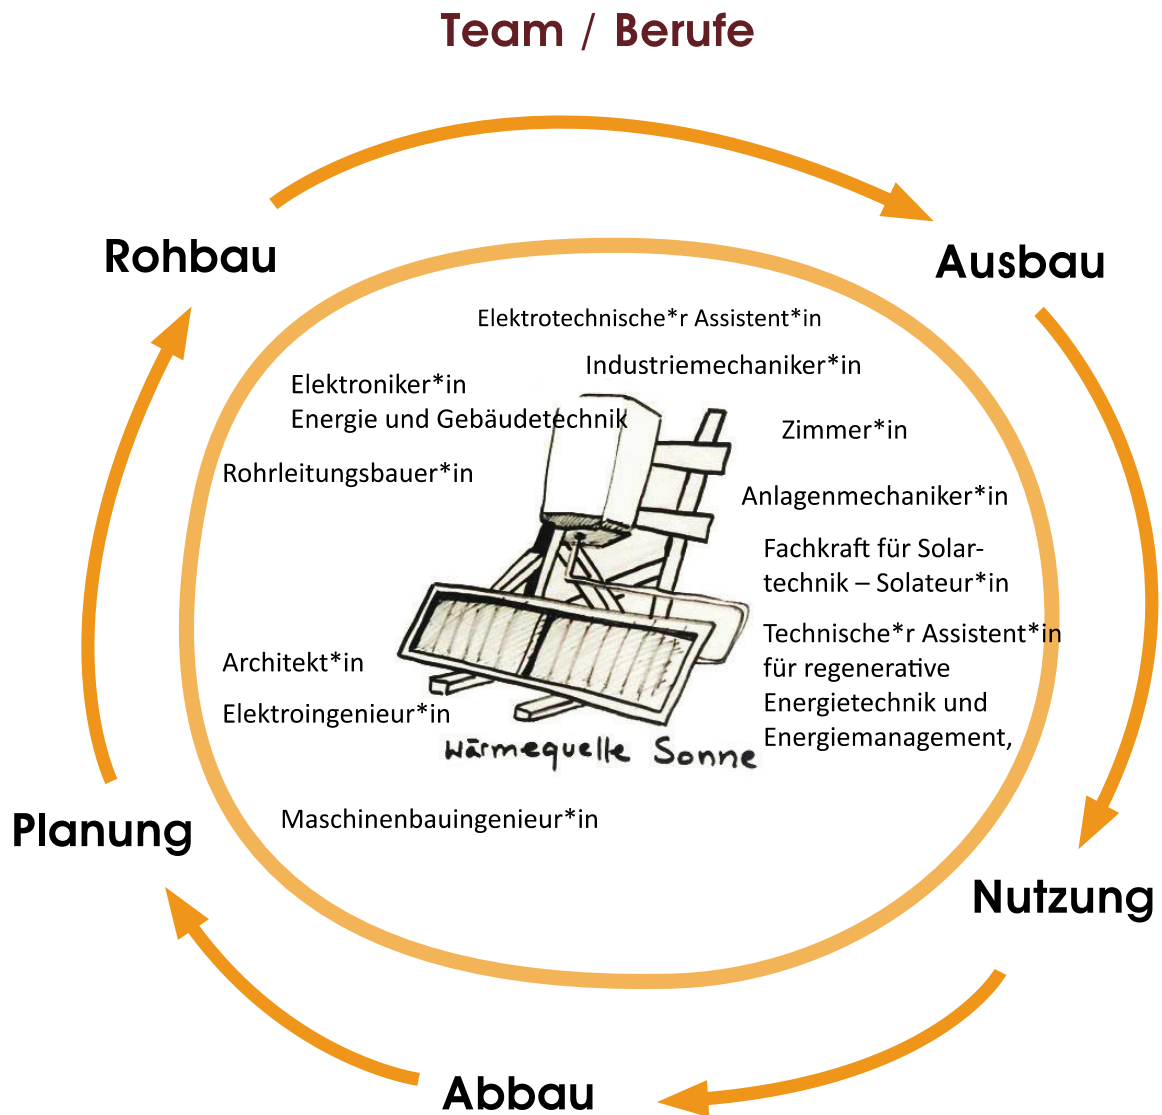 Team / Berufe
Rohbau
Ausbau
Elektrotechnische*r Assistent*in
Industriemechaniker*in
Elektroniker*in
Energie und Gebäudetechnik
Zimmer*in
Rohrleitungsbauer*in
Anlagenmechaniker*in
Fachkraft für Solar-
technik – Solateur*in
Technische*r Assistent*in
für regenerative
Energietechnik und
Energiemanagement,
Architekt*in
Elektroingenieur*in
Wärmequelle Sonne
Maschinenbauingenieur*in
Planung
Nutzung
Abbau